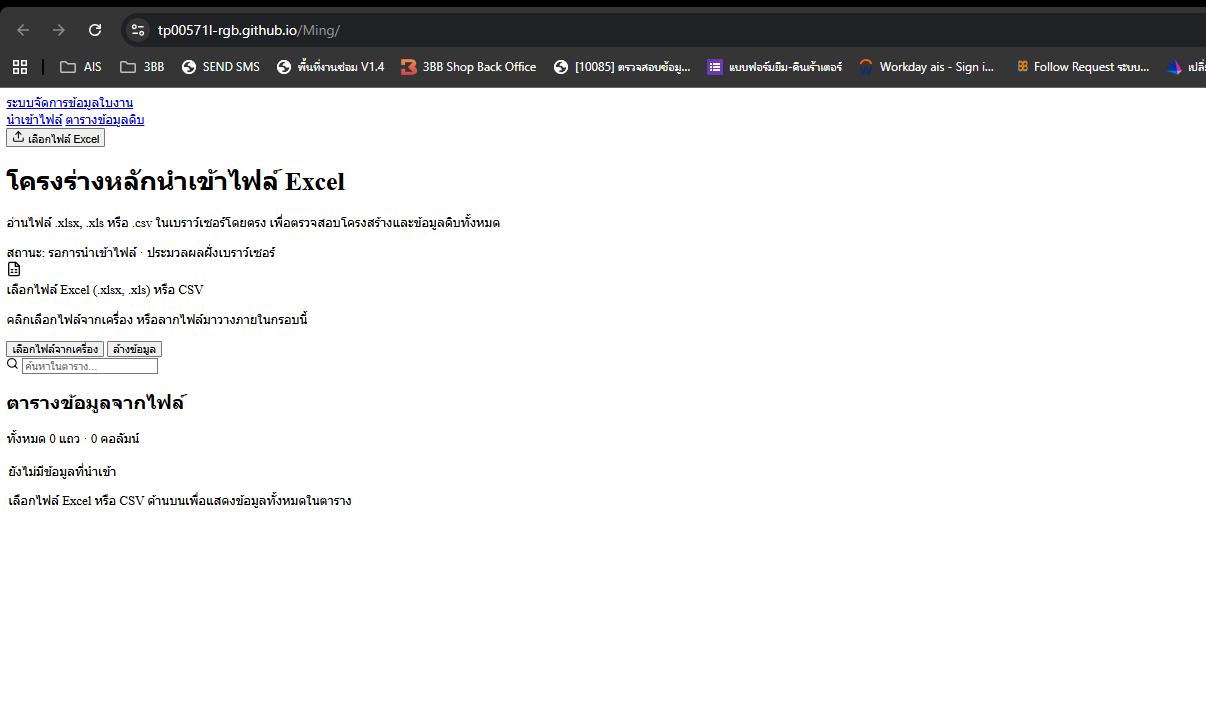 tp00571l-rgb.github.io/Ming/
AIS 3BB SEND SMS พื้นที่งานซ่อม V1.4 3BB Shop Back Office [10085] ตรวจสอบข้อมู... แบบฟอร์มยืม-คืนเร้าเตอร์ Workday ais - Sign i... Follow Request ระบบ... เปลี่
ระบบจัดการข้อมูลใบงาน
นำเข้าไฟล์ ตารางข้อมูลดิบ
เลือกไฟล์ Excel
โครงร่างหลักนำเข้าไฟล์ Excel
อ่านไฟล์ .xlsx, .xls หรือ .csv ในเบราว์เซอร์โดยตรง เพื่อตรวจสอบโครงสร้างและข้อมูลดิบทั้งหมด
สถานะ: รอการนำเข้าไฟล์ · ประมวลผลฝั่งเบราว์เซอร์
เลือกไฟล์ Excel (.xlsx, .xls) หรือ CSV
คลิกเลือกไฟล์จากเครื่อง หรือลากไฟล์มาวางภายในกรอบนี้
เลือกไฟล์จากเครื่อง ล้างข้อมูล
ค้นหาในตาราง...
ตารางข้อมูลจากไฟล์
ทั้งหมด 0 แถว · 0 คอลัมน์
ยังไม่มีข้อมูลที่นำเข้า
เลือกไฟล์ Excel หรือ CSV ด้านบนเพื่อแสดงข้อมูลทั้งหมดในตาราง